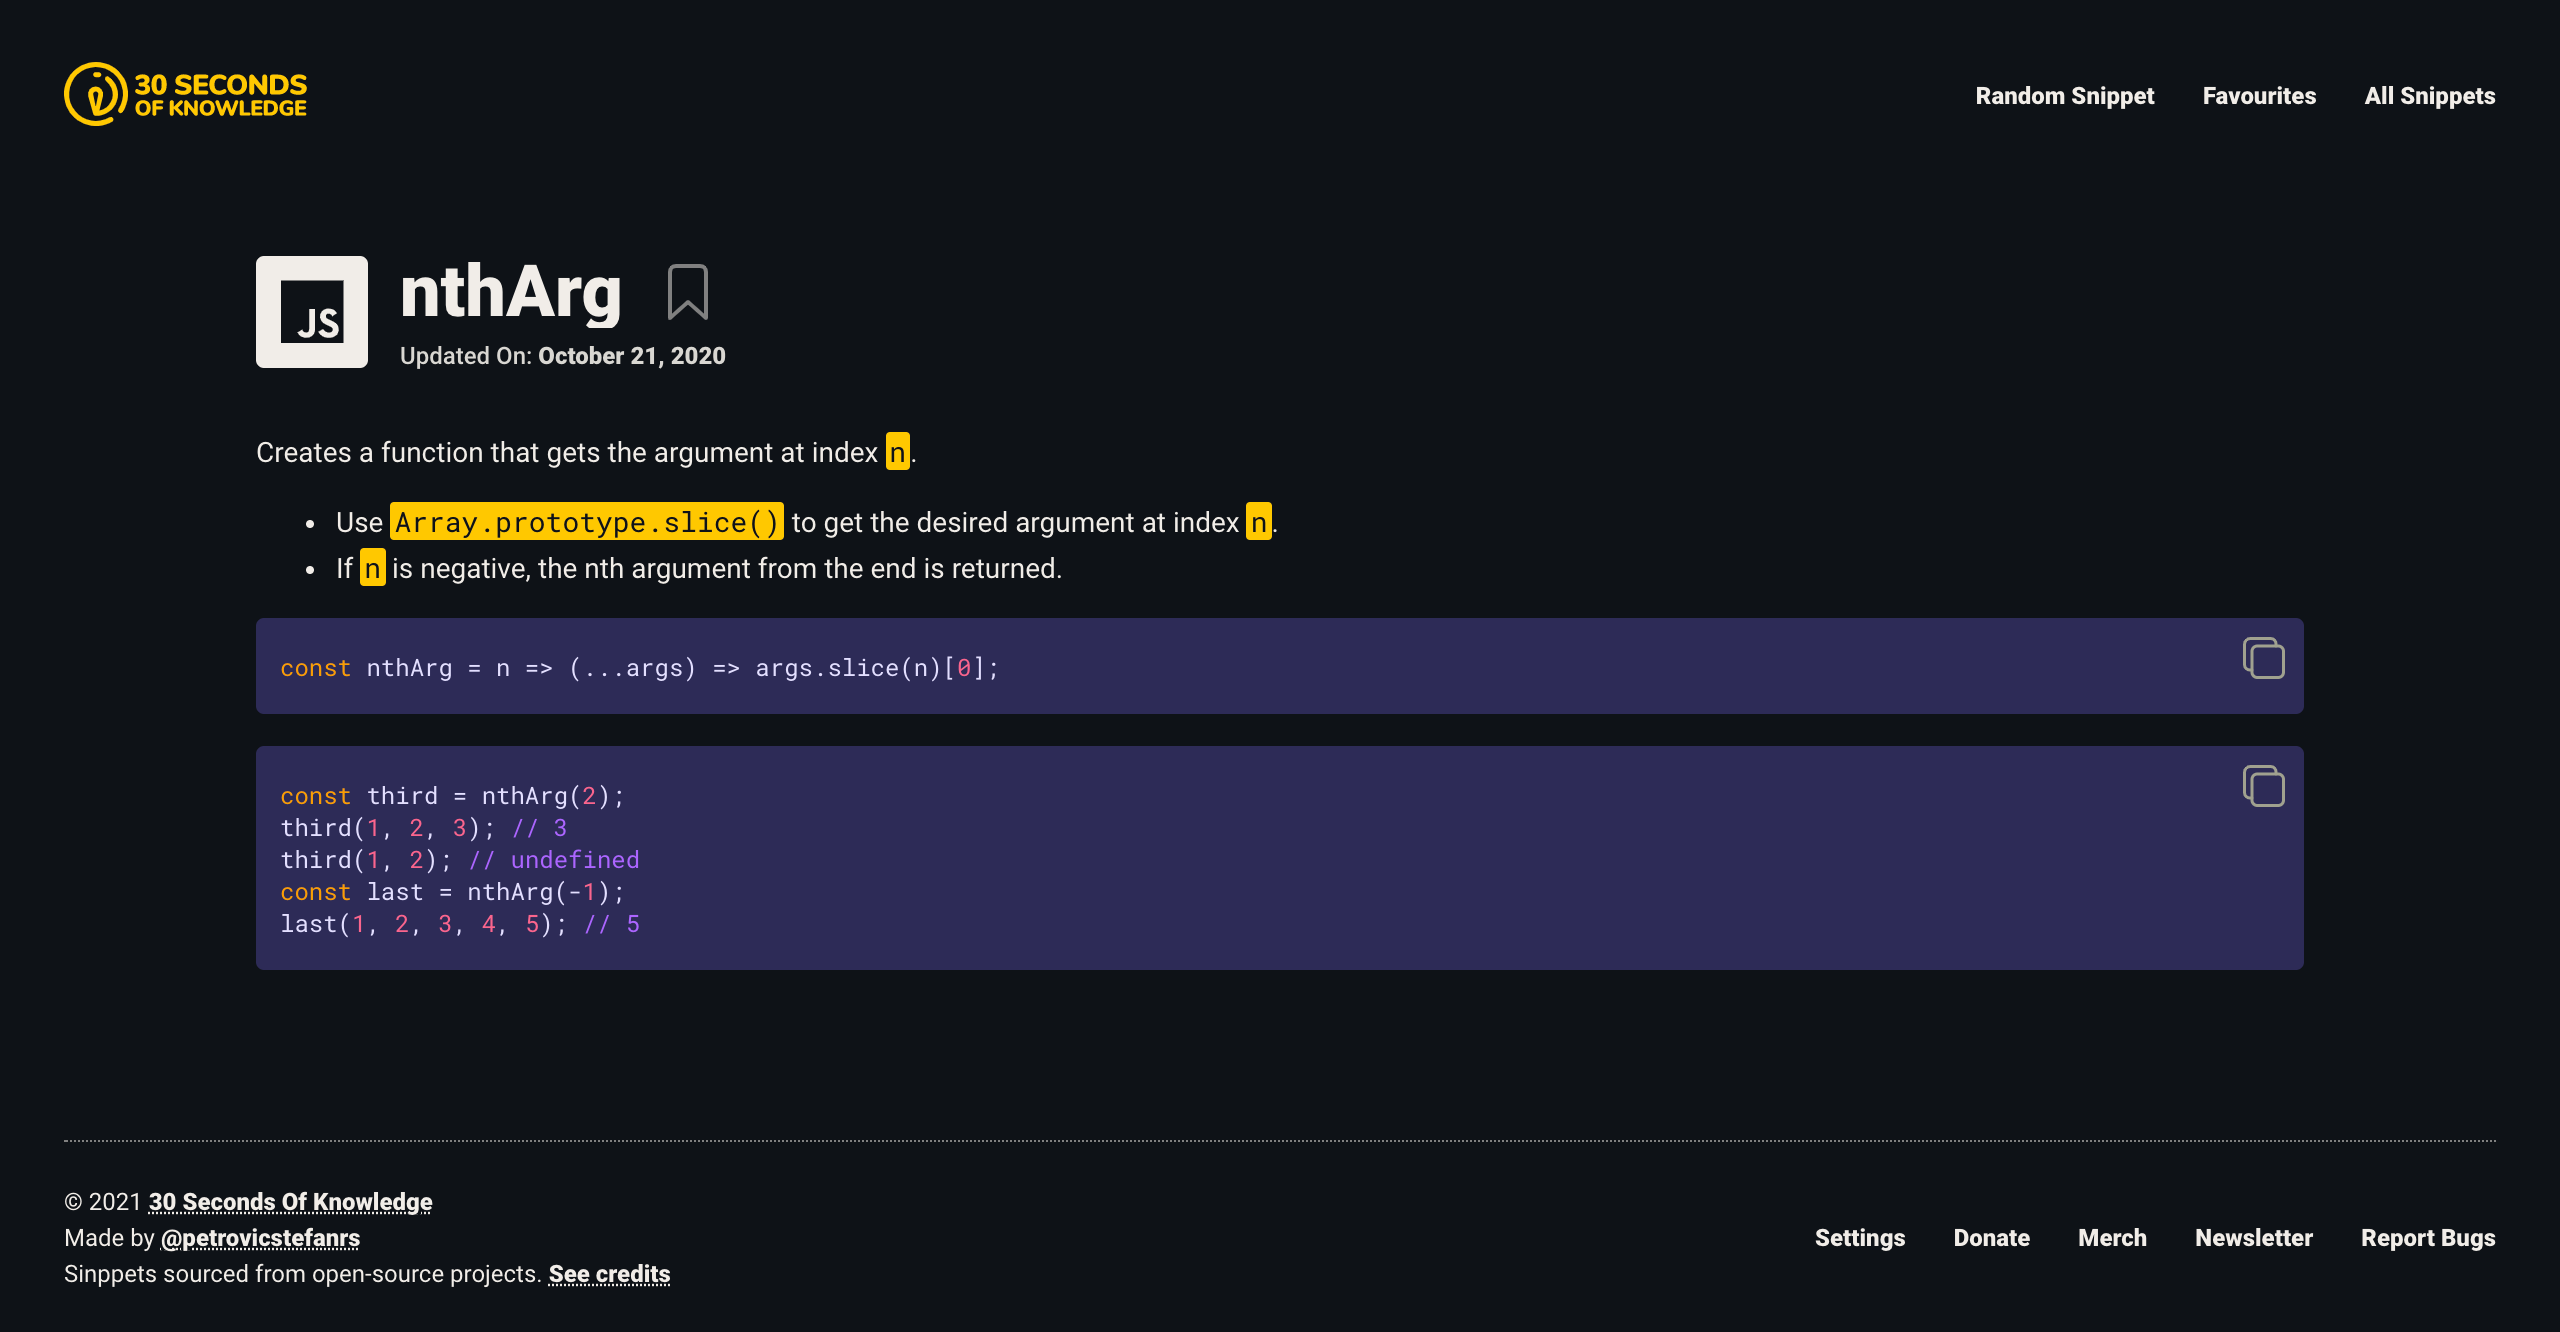 30 SECONDS
OF KNOWLEDGE
Random Snippet
Favourites
All Snippets
JS
nthArg
Updated On: October 21, 2020
Creates a function that gets the argument at index n.
Use Array.prototype.slice() to get the desired argument at index n.
If n is negative, the nth argument from the end is returned.
const nthArg = n => (...args) => args.slice(n)[0];
const third = nthArg(2);
third(1, 2, 3); // 3
third(1, 2); // undefined
const last = nthArg(-1);
last(1, 2, 3, 4, 5); // 5
© 2021 30 Seconds Of Knowledge
Made by @petrovicstefanrs
Sinppets sourced from open-source projects. See credits
Settings
Donate
Merch
Newsletter
Report Bugs